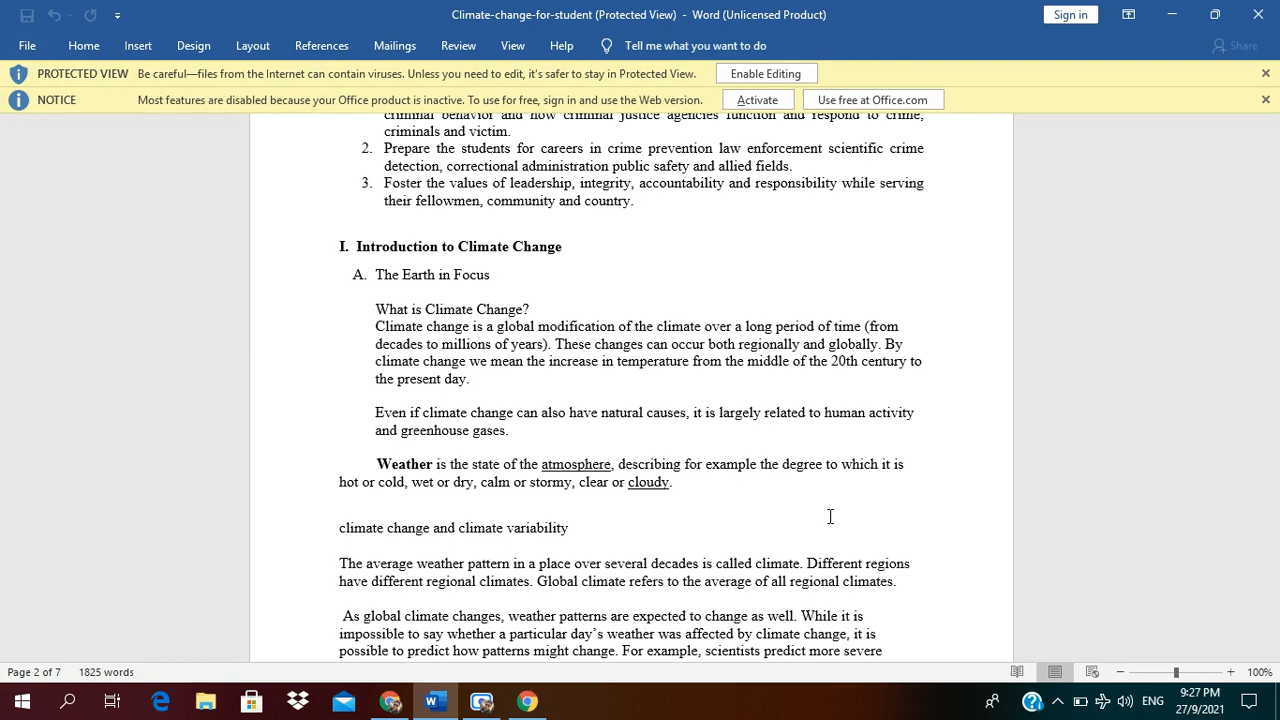 Climate-change-for-student (Protected View) - Word (Unlicensed Product)
Sign in
File Home Insert Design Layout References Mailings Review View Help Tell me what you want to do Share
PROTECTED VIEW Be careful—files from the Internet can contain viruses. Unless you need to edit, it's safer to stay in Protected View. Enable Editing
NOTICE Most features are disabled because your Office product is inactive. To use for free, sign in and use the Web version. Activate Use free at Office.com
criminal behavior and how criminal justice agencies function and respond to crime,
criminals and victim.
2. Prepare the students for careers in crime prevention law enforcement scientific crime
detection, correctional administration public safety and allied fields.
3. Foster the values of leadership, integrity, accountability and responsibility while serving
their fellowmen, community and country.
I. Introduction to Climate Change
A. The Earth in Focus
What is Climate Change?
Climate change is a global modification of the climate over a long period of time (from
decades to millions of years). These changes can occur both regionally and globally. By
climate change we mean the increase in temperature from the middle of the 20th century to
the present day.
Even if climate change can also have natural causes, it is largely related to human activity
and greenhouse gases.
Weather is the state of the atmosphere, describing for example the degree to which it is
hot or cold, wet or dry, calm or stormy, clear or cloudy.
climate change and climate variability
The average weather pattern in a place over several decades is called climate. Different regions
have different regional climates. Global climate refers to the average of all regional climates.
As global climate changes, weather patterns are expected to change as well. While it is
impossible to say whether a particular day’s weather was affected by climate change, it is
possible to predict how patterns might change. For example, scientists predict more severe
Page 2 of 7 1825 words 100%
ENG
9:27 PM
27/9/2021